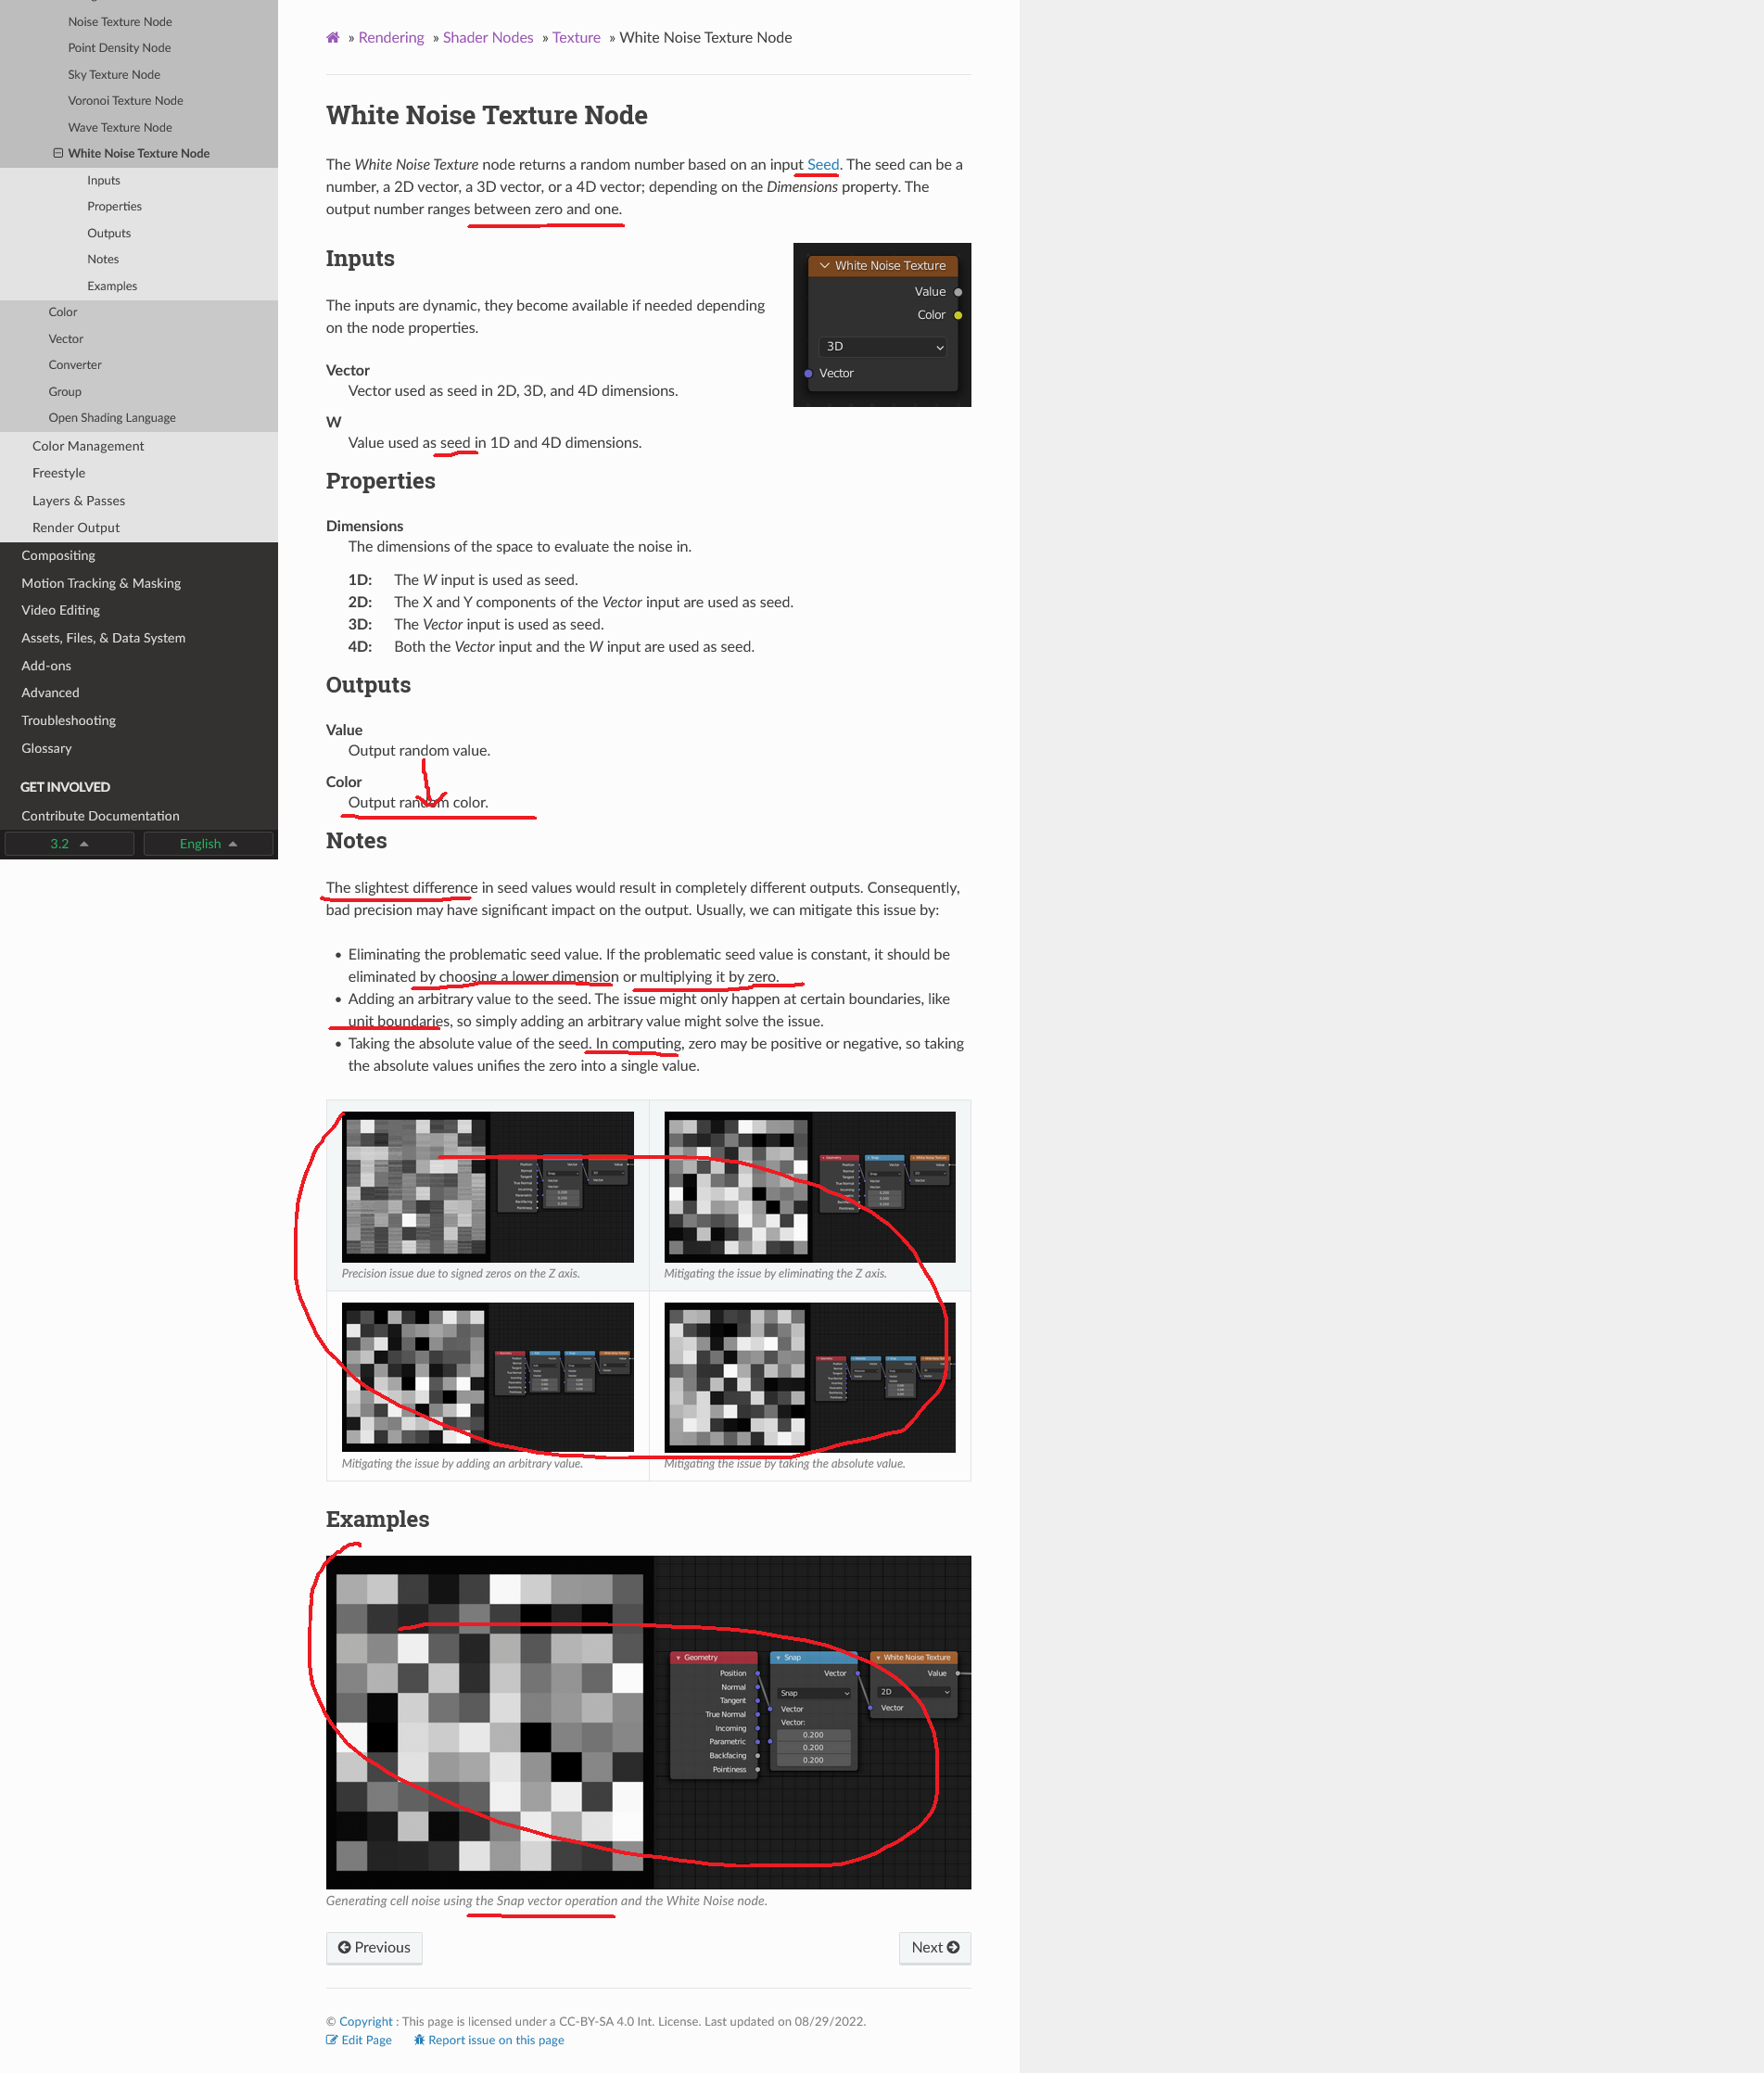 Noise Texture Node
Point Density Node
Sky Texture Node
Voronoi Texture Node
Wave Texture Node
White Noise Texture Node
Inputs
Properties
Outputs
Notes
Examples
Color
Vector
Converter
Group
Open Shading Language
Color Management
Freestyle
Layers & Passes
Render Output
Compositing
Motion Tracking & Masking
Video Editing
Assets, Files, & Data System
Add-ons
Advanced
Troubleshooting
Glossary
GET INVOLVED
Contribute Documentation
3.2 English
» Rendering » Shader Nodes » Texture » White Noise Texture Node
White Noise Texture Node
The White Noise Texture node returns a random number based on an input Seed. The seed can be a
number, a 2D vector, a 3D vector, or a 4D vector; depending on the Dimensions property. The
output number ranges between zero and one.
Inputs
The inputs are dynamic, they become available if needed depending
on the node properties.
Vector
Vector used as seed in 2D, 3D, and 4D dimensions.
W
Value used as seed in 1D and 4D dimensions.
White Noise Texture
Value
Color
3D
Vector
Properties
Dimensions
The dimensions of the space to evaluate the noise in.
1D: The W input is used as seed.
2D: The X and Y components of the Vector input are used as seed.
3D: The Vector input is used as seed.
4D: Both the Vector input and the W input are used as seed.
Outputs
Value
Output random value.
Color
Output random color.
Notes
The slightest difference in seed values would result in completely different outputs. Consequently,
bad precision may have significant impact on the output. Usually, we can mitigate this issue by:
• Eliminating the problematic seed value. If the problematic seed value is constant, it should be
eliminated by choosing a lower dimension or multiplying it by zero.
• Adding an arbitrary value to the seed. The issue might only happen at certain boundaries, like
unit boundaries, so simply adding an arbitrary value might solve the issue.
• Taking the absolute value of the seed. In computing, zero may be positive or negative, so taking
the absolute values unifies the zero into a single value.
Precision issue due to signed zeros on the Z axis.
Mitigating the issue by eliminating the Z axis.
Mitigating the issue by adding an arbitrary value.
Mitigating the issue by taking the absolute value.
Examples
Geometry
Position
Normal
Tangent
True Normal
Incoming
Parametric
Backfacing
Pointiness
Snap
Vector
Snap
Vector
Vector:
0.200
0.200
0.200
White Noise Texture
Value
2D
Vector
Generating cell noise using the Snap vector operation and the White Noise node.
Previous
Next
© Copyright : This page is licensed under a CC-BY-SA 4.0 Int. License. Last updated on 08/29/2022.
Edit Page Report issue on this page